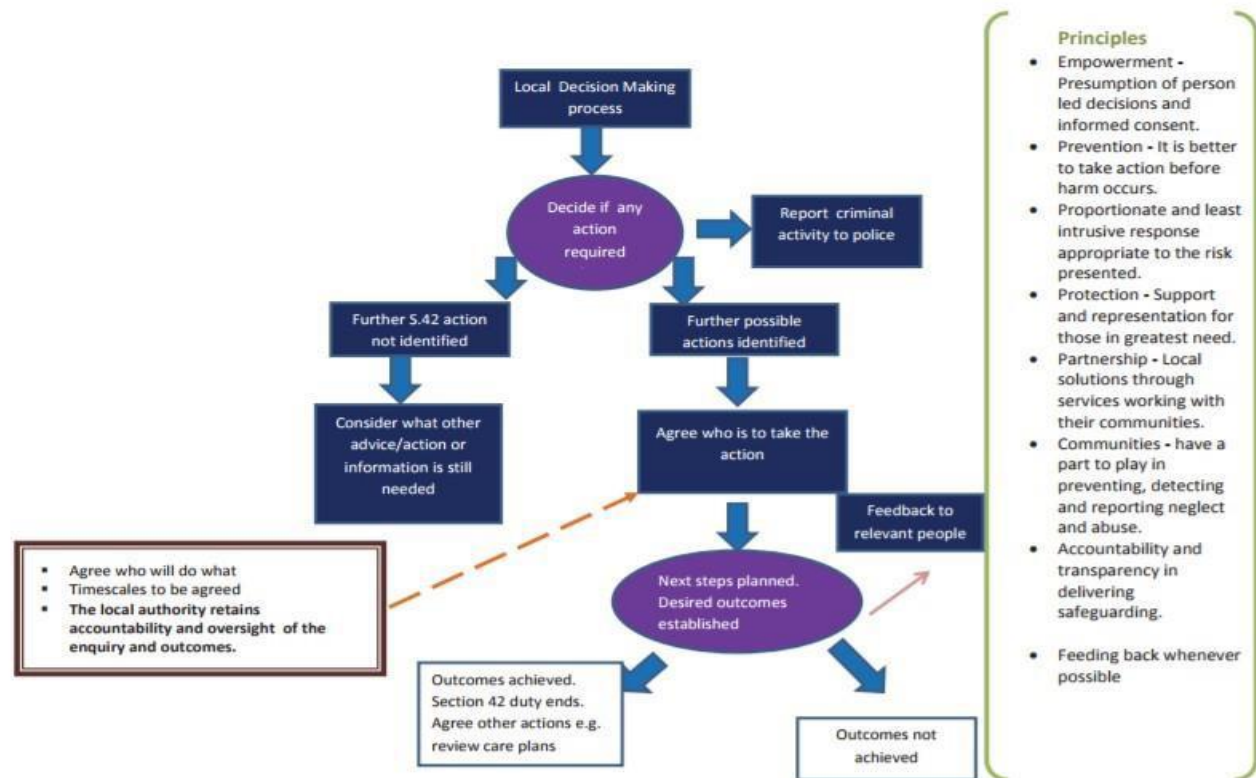 Local Decision Making
process
Decide if any
action
required
Report criminal
activity to police
Further S.42 action
not identified
Further possible
actions identified
Consider what other
advice/action or
information is still
needed
Agree who is to take the
action
Feedback to
relevant people
▪ Agree who will do what
▪ Timescales to be agreed
▪ The local authority retains
accountability and oversight of the
enquiry and outcomes.
Next steps planned.
Desired outcomes
established
Outcomes achieved.
Section 42 duty ends.
Agree other actions e.g.
review care plans
Outcomes not
achieved
Principles
• Empowerment -
Presumption of person
led decisions and
informed consent.
• Prevention - It is better
to take action before
harm occurs.
• Proportionate and least
intrusive response
appropriate to the risk
presented.
• Protection - Support
and representation for
those in greatest need.
• Partnership - Local
solutions through
services working with
their communities.
• Communities - have a
part to play in
preventing, detecting
and reporting neglect
and abuse.
• Accountability and
transparency in
delivering
safeguarding.
• Feeding back whenever
possible